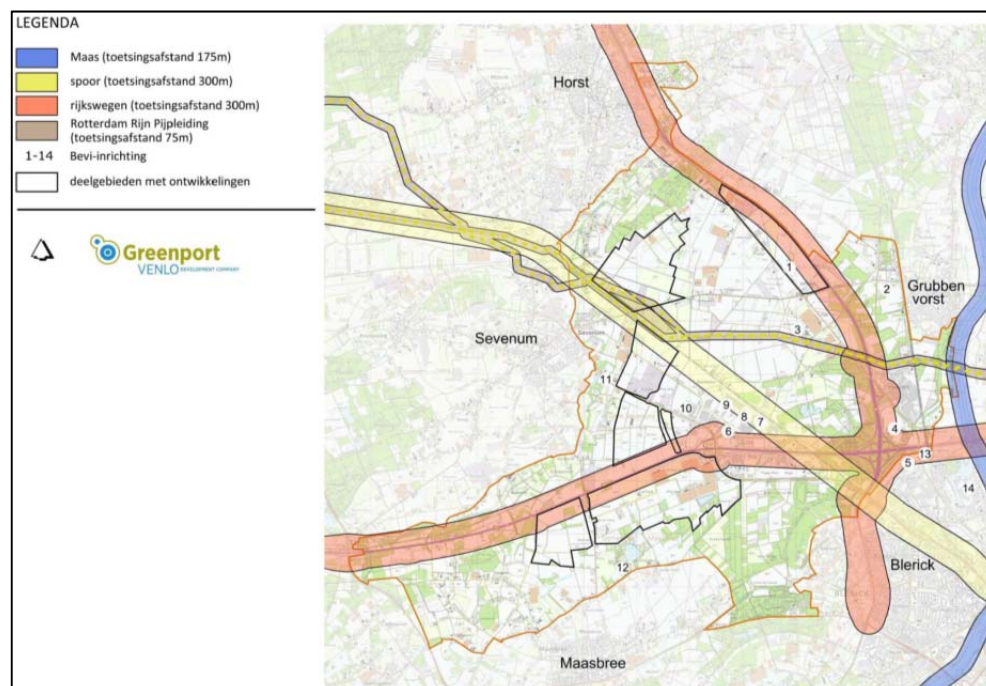 LEGENDA
Maas (toetsingsafstand 175m)
spoor (toetsingsafstand 300m)
rijkswegen (toetsingsafstand 300m)
Rotterdam Rijn Pijpleiding
(toetsingsafstand 75m)
1-14 Bevi-inrichting
deelgebieden met ontwikkelingen
Greenport
VENLO DEVELOPMENT COMPANY
Horst
1
2
Grubben
vorst
3
Sevenum
11
10
9
8
7
6
4
13
5
14
12
Blerick
Maasbree